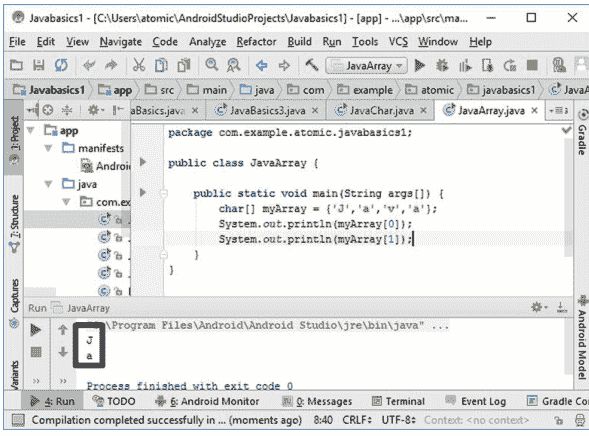 Javabasics1 - [C:\Users\atomic\AndroidStudioProjects\Javabasics1] - [app] - ...\app\src\ma...
File Edit View Navigate Code Analyze Refactor Build Run Tools VCS Window Help
JavaArray
Javabasics1 app src main java com example atomic javabasics1 JavaA
1: Project
7: Structure
Captures
app
manifests
Androi
java
com.ex
aBasics.java × JavaBasics3.java × JavaChar.java × JavaArray.java ×
package com.example.atomic.javabasics1;
public class JavaArray {
public static void main(String args[]) {
char[] myArray = {'J','a','v','a'};
System.out.println(myArray[0]);
System.out.println(myArray[1]);
}
}
Gradle
Android Model
Run JavaArray
\Program Files\Android\Android Studio\jre\bin\java" ...
J
a
Process finished with exit code 0
4: Run TODO 6: Android Monitor 0: Messages Terminal Event Log Gradle Co
Compilation completed successfully in ... (moments ago) 8:40 CRLF÷ UTF-8÷ Context: <no context>